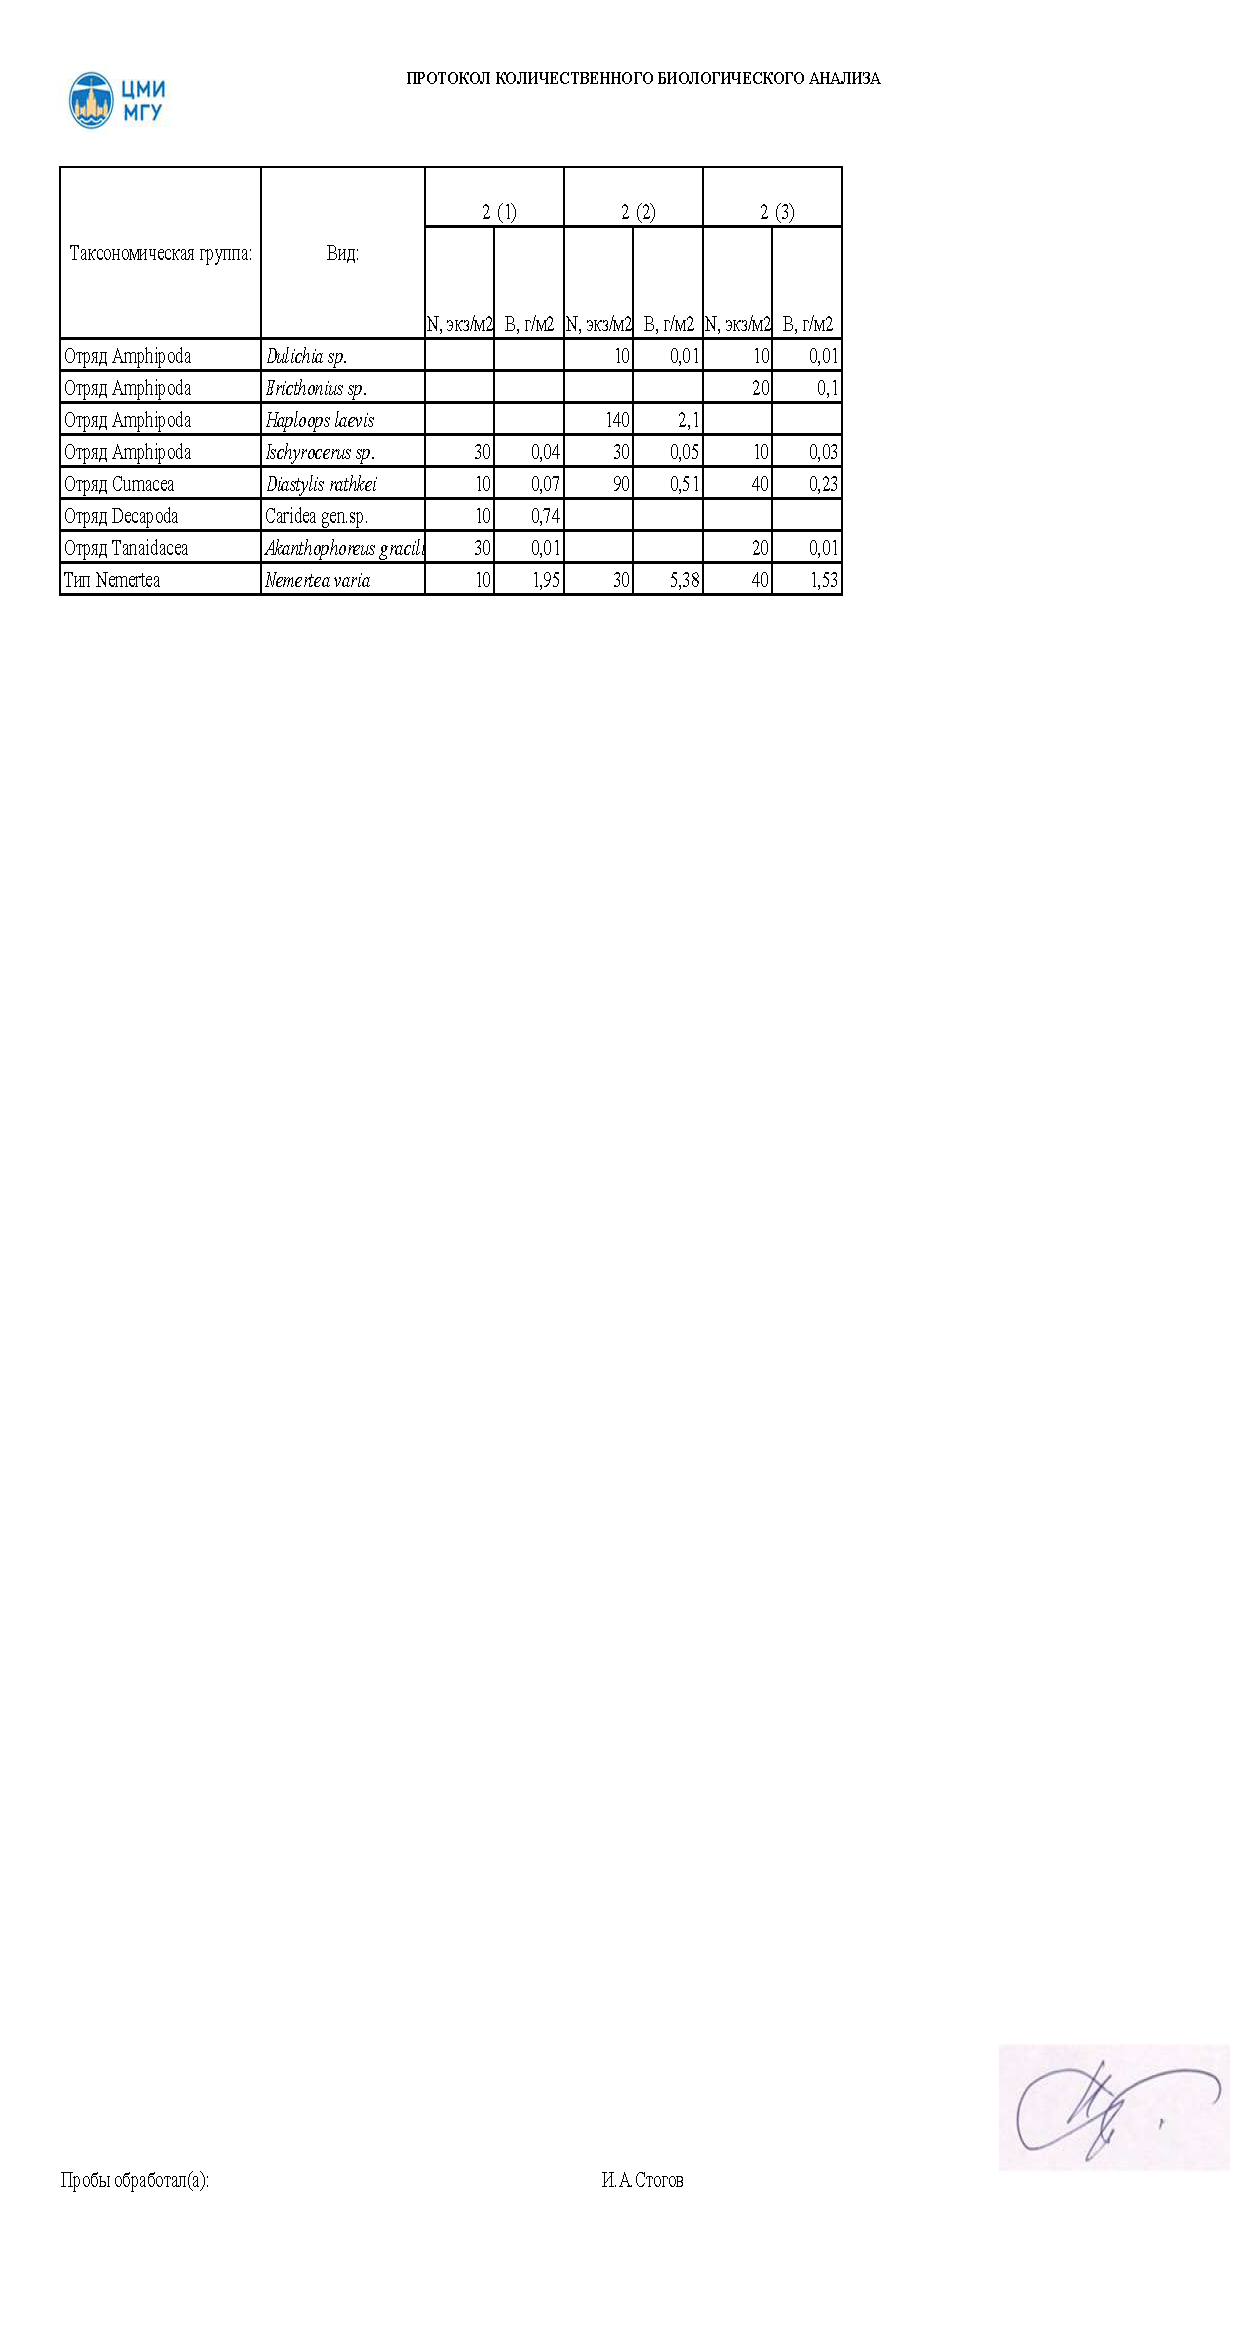 ЦМИ
МГУ
ПРОТОКОЛ КОЛИЧЕСТВЕННОГО БИОЛОГИЧЕСКОГО АНАЛИЗА
2 (1) 2 (2) 2 (3)
Таксономическая группа: Вид:
N, экз/м2 B, г/м2 N, экз/м2 B, г/м2 N, экз/м2 B, г/м2
Отряд Amphipoda Dulichia sp. 10 0,01 10 0,01
Отряд Amphipoda Ericthonius sp. 20 0,1
Отряд Amphipoda Haploops laevis 140 2,1
Отряд Amphipoda Ischyrocerus sp. 30 0,04 30 0,05 10 0,03
Отряд Cumacea Diastylis rathkei 10 0,07 90 0,51 40 0,23
Отряд Decapoda Caridea gen.sp. 10 0,74
Отряд Tanaidacea Akanthophoreus gracili 30 0,01 20 0,01
Тип Nemertea Nemertea varia 10 1,95 30 5,38 40 1,53
Пробы обработал(а): И.А.Стогов